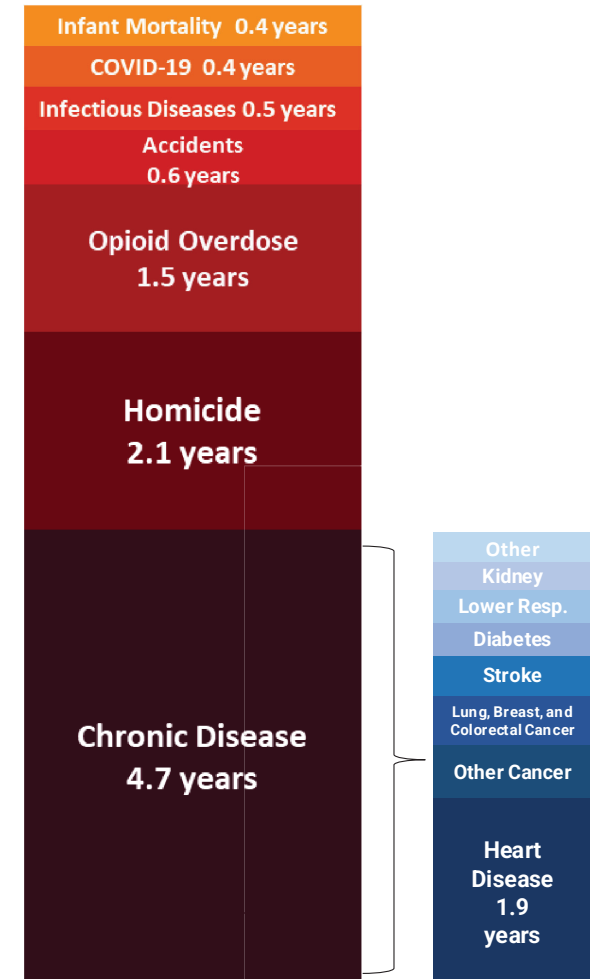 Infant Mortality 0.4 years
COVID-19 0.4 years
Infectious Diseases 0.5 years
Accidents
0.6 years
Opioid Overdose
1.5 years
Homicide
2.1 years
Chronic Disease
4.7 years
Other
Kidney
Lower Resp.
Diabetes
Stroke
Lung, Breast, and
Colorectal Cancer
Other Cancer
Heart
Disease
1.9
years